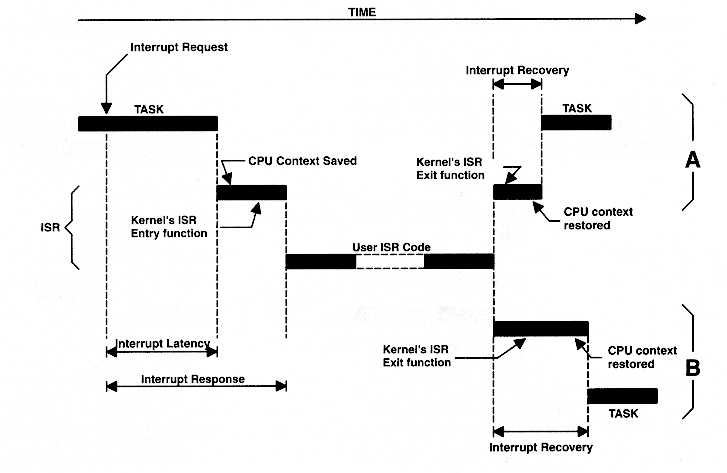 TIME
Interrupt Request
Interrupt Recovery
TASK
TASK
A
CPU Context Saved
Kernel's ISR
Exit function
ISR
Kernel's ISR
Entry function
CPU context
restored
User ISR Code
Interrupt Latency
Interrupt Response
Kernel's ISR
Exit function
CPU context
restored
B
TASK
Interrupt Recovery